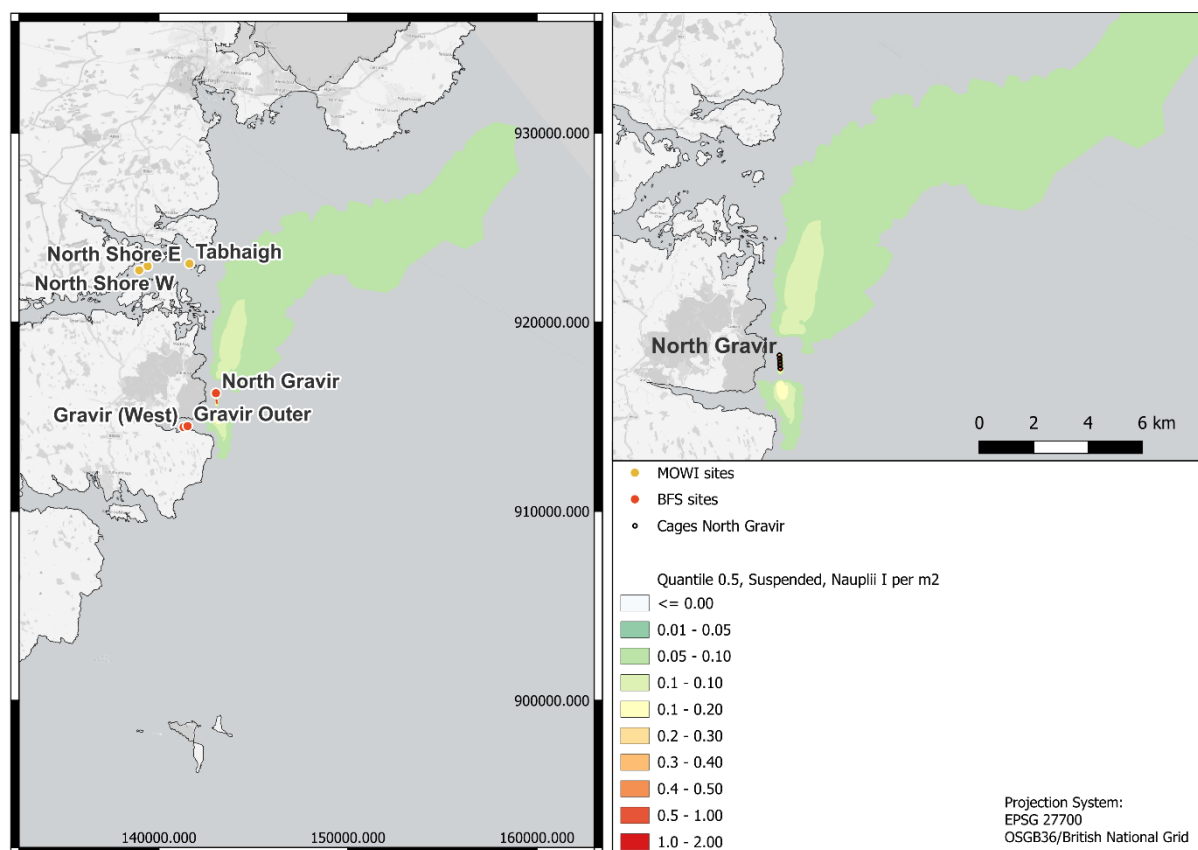 930000.000
North Shore E
Tabhaigh
North Shore W
920000.000
North Gravir
Gravir (West)
Gravir Outer
910000.000
900000.000
140000.000
150000.000
160000.000
North Gravir
0 2 4 6 km
MOWI sites
BFS sites
Cages North Gravir
Quantile 0.5, Suspended, Nauplii I per m2
<= 0.00
0.01 - 0.05
0.05 - 0.10
0.1 - 0.10
0.1 - 0.20
0.2 - 0.30
0.3 - 0.40
0.4 - 0.50
0.5 - 1.00
1.0 - 2.00
Projection System:
EPSG 27700
OSGB36/British National Grid